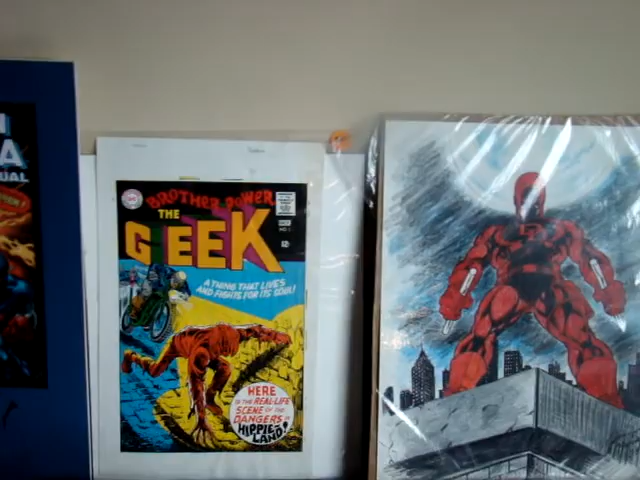 A
UAL
BROTHER POWER
THE
GEEK
A THING THAT LIVES
AND FIGHTS FOR ITS SOUL!
HERE
IS THE REAL-LIFE
SCENE OF THE
DANGERS IN
HIPPIE-
LAND!